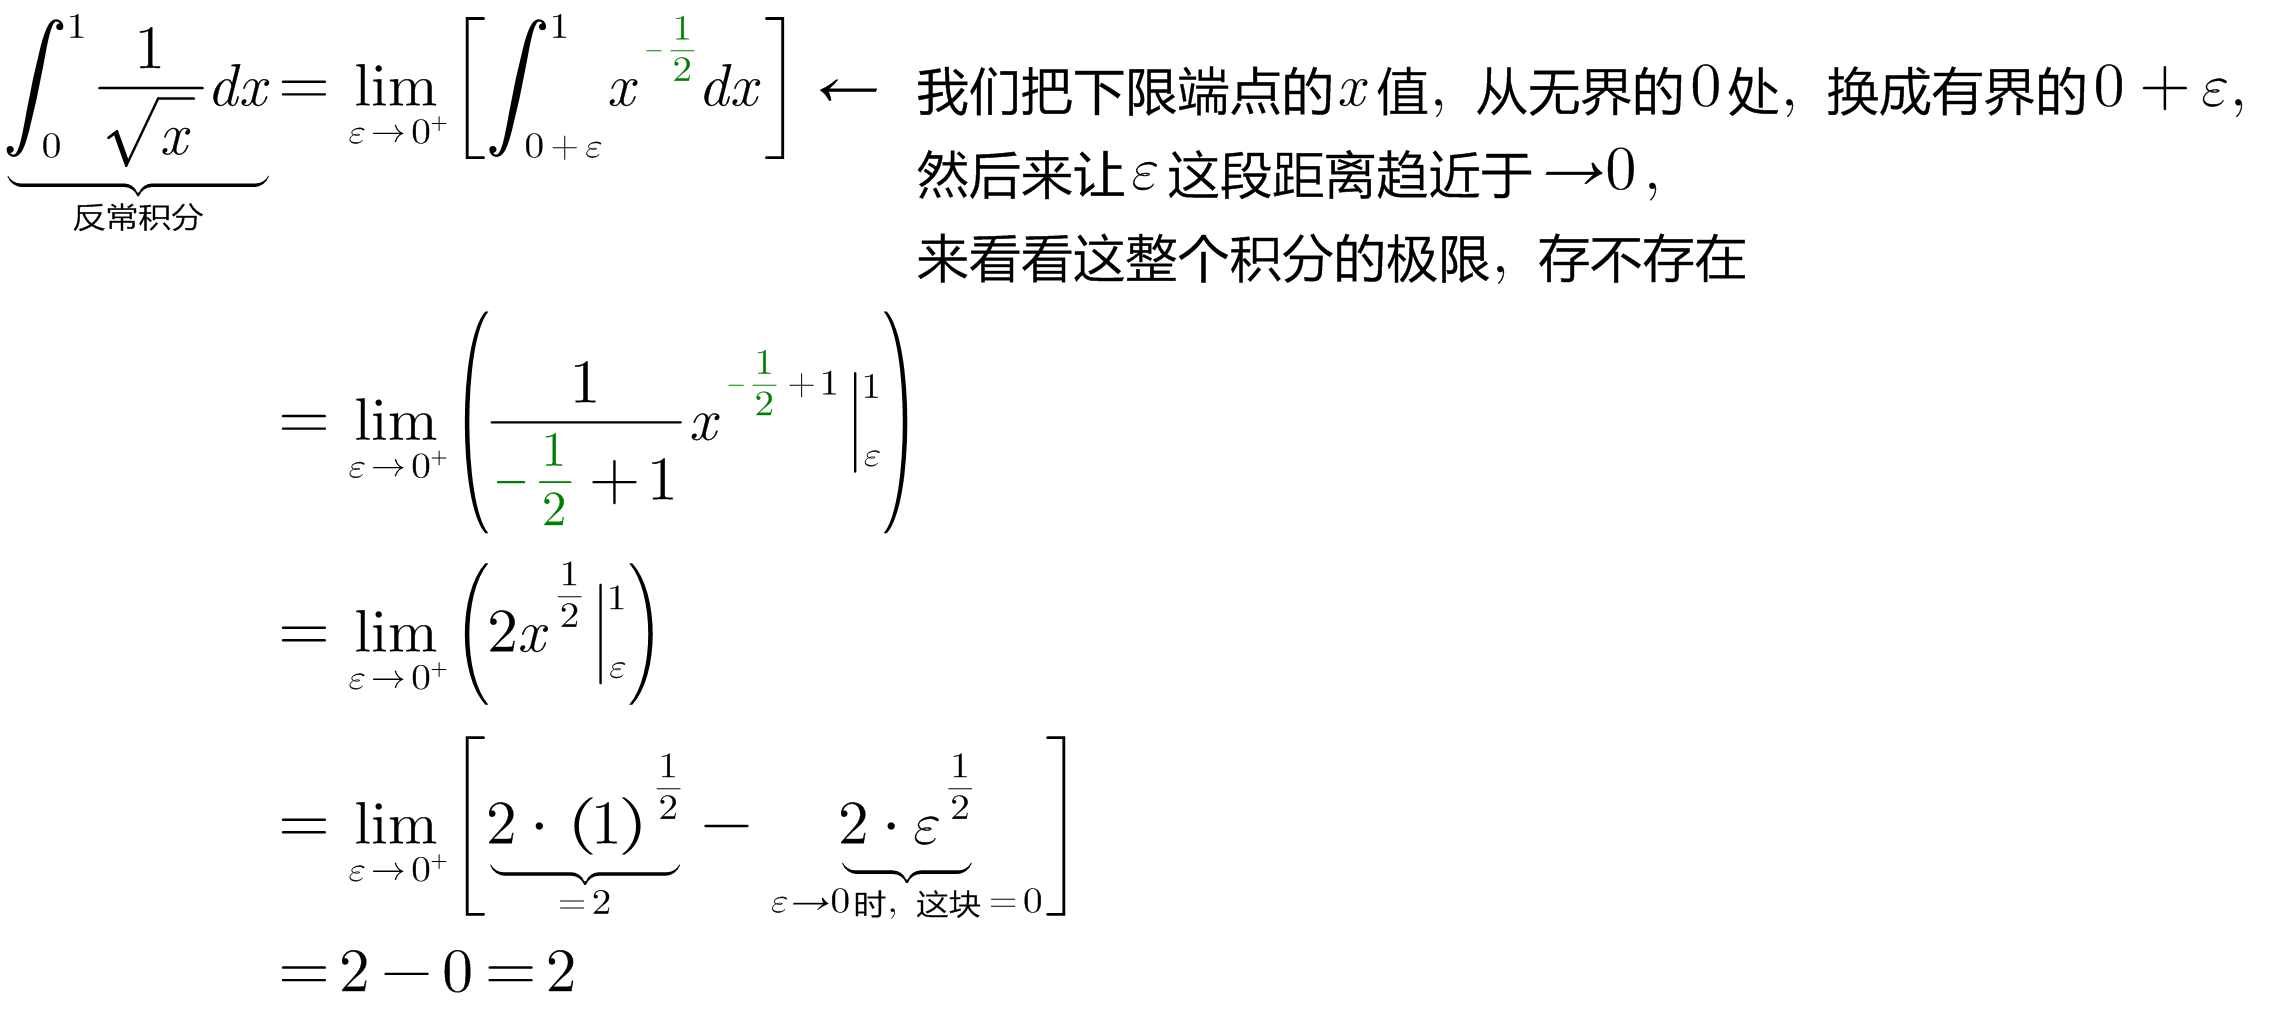 $\underbrace{\int_0^1 \frac{1}{\sqrt{x}} dx}_{反常积分} = \lim_{\varepsilon \to 0^+} \left[ \int_{0+\varepsilon}^1 x^{-\frac{1}{2}} dx \right] \leftarrow$ 我们把下限端点的$x$值，从无界的$0$处，换成有界的$0+\varepsilon$,
然后来让$\varepsilon$这段距离趋近于$\to 0$,
来看看这整个积分的极限，存不存在
$= \lim_{\varepsilon \to 0^+} \left( \frac{1}{-\frac{1}{2}+1} x^{-\frac{1}{2}+1} \Big|_\varepsilon^1 \right)$
$= \lim_{\varepsilon \to 0^+} \left( 2x^{\frac{1}{2}} \Big|_\varepsilon^1 \right)$
$= \lim_{\varepsilon \to 0^+} \left[ \underbrace{2 \cdot (1)^{\frac{1}{2}}}_{=2} - \underbrace{2 \cdot \varepsilon^{\frac{1}{2}}}_{\varepsilon \to 0时，这块=0} \right]$
$= 2 - 0 = 2$